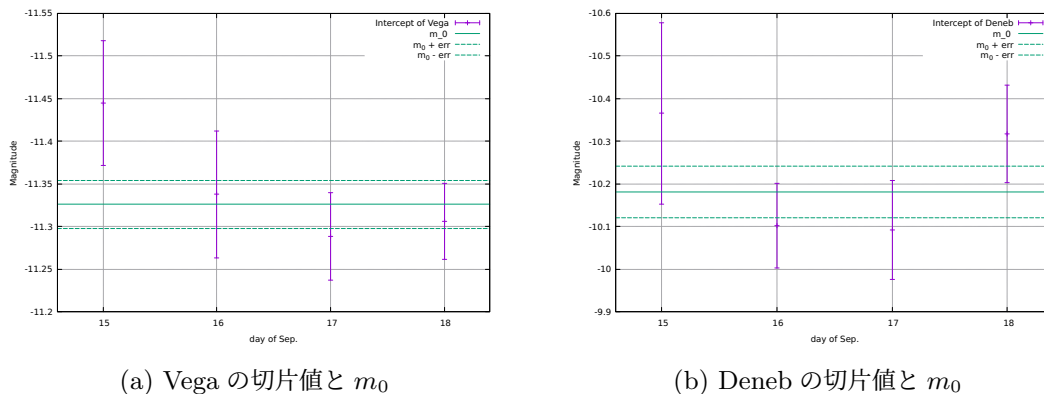 -11.55
-11.5
-11.45
-11.4
-11.35
-11.3
-11.25
-11.2
Magnitude
15
16
17
18
day of Sep.
Intercept of Vega
m_0
m₀ + err
m₀ - err
(a) Vega の切片値と m₀
-10.6
-10.5
-10.4
-10.3
-10.2
-10.1
-10
-9.9
Magnitude
15
16
17
18
day of Sep.
Intercept of Deneb
m_0
m₀ + err
m₀ - err
(b) Deneb の切片値と m₀